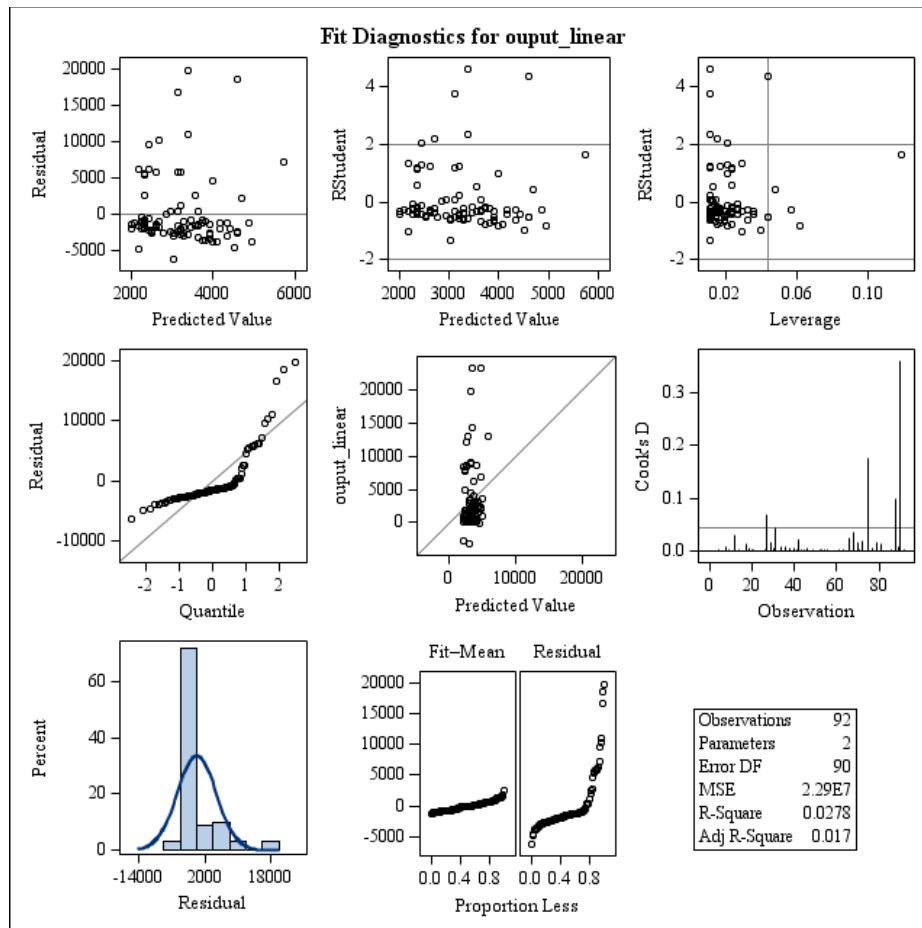 Fit Diagnostics for ouput_linear
20000
15000
10000
5000
0
-5000
Residual
2000 4000 6000
Predicted Value
4
2
0
-2
RStudent
2000 3000 4000 5000 6000
Predicted Value
4
2
0
-2
RStudent
0.02 0.06 0.10
Leverage
20000
10000
0
-10000
Residual
-2 -1 0 1 2
Quantile
25000
20000
15000
10000
5000
0
ouput_linear
0 10000 20000
Predicted Value
0.3
0.2
0.1
0.0
Cook's D
0 20 40 60 80
Observation
60
40
20
0
Percent
-14000 2000 18000
Residual
Fit–Mean Residual
20000
15000
10000
5000
0
-5000
0.0 0.4 0.8 0.0 0.4 0.8
Proportion Less
Observations 92
Parameters 2
Error DF 90
MSE 2.29E7
R-Square 0.0278
Adj R-Square 0.017